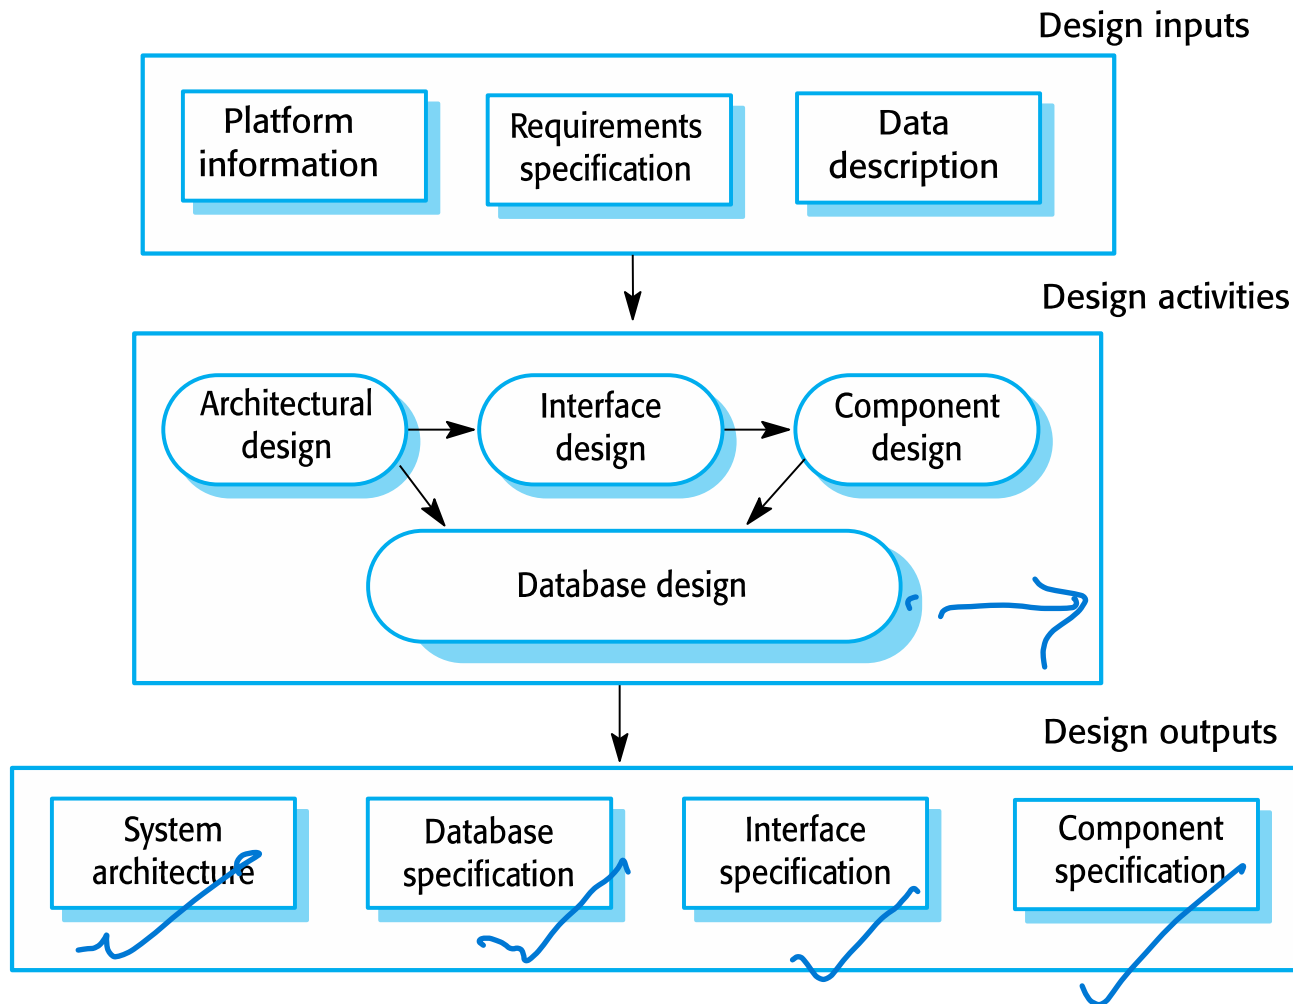 Design inputs
Platform
information
Requirements
specification
Data
description
Design activities
Architectural
design
Interface
design
Component
design
Database design
Design outputs
System
architecture
Database
specification
Interface
specification
Component
specification